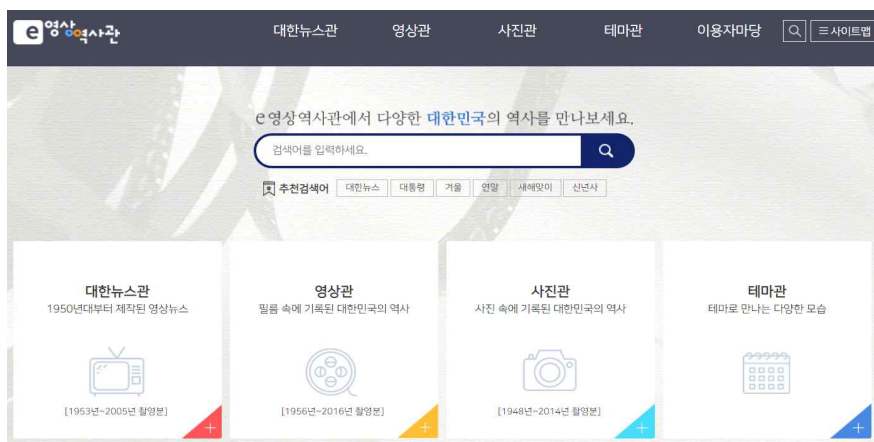 e영상역사관
대한뉴스관 영상관 사진관 테마관 이용자마당 사이트맵
e영상역사관에서 다양한 대한민국의 역사를 만나보세요.
검색어를 입력하세요.
추천검색어 대한뉴스 대통령 겨울 연말 새해맞이 신년사
대한뉴스관
1950년대부터 제작된 영상뉴스
[1953년~2005년 촬영분]
영상관
필름 속에 기록된 대한민국의 역사
[1956년~2016년 촬영분]
사진관
사진 속에 기록된 대한민국의 역사
[1948년~2014년 촬영분]
테마관
테마로 만나는 다양한 모습